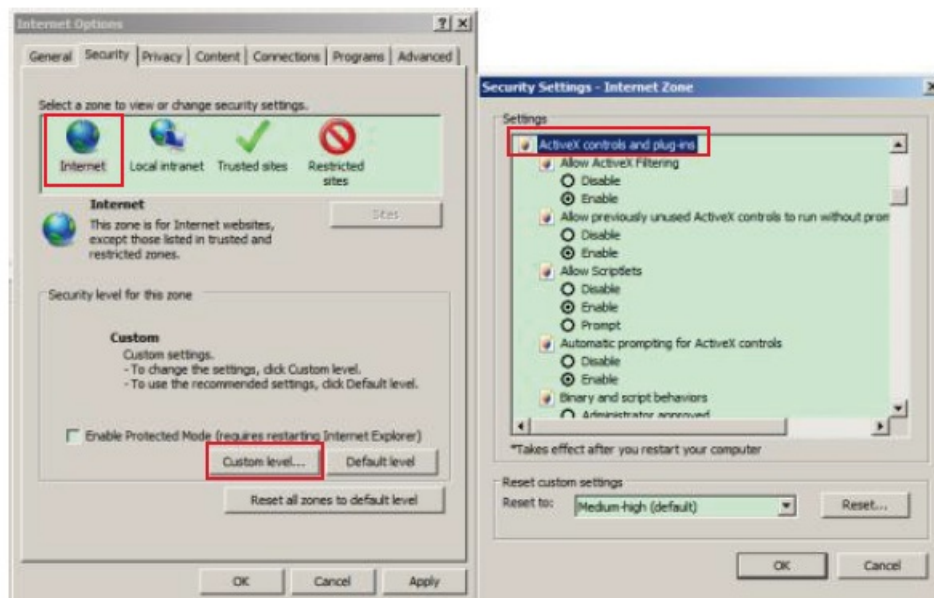 Internet Options
General Security Privacy Content Connections Programs Advanced
Select a zone to view or change security settings.
Internet Local intranet Trusted sites Restricted sites
Internet
Sites
This zone is for Internet websites,
except those listed in trusted and
restricted zones.
Security level for this zone
Custom
Custom settings.
- To change the settings, click Custom level.
- To use the recommended settings, click Default level.
Enable Protected Mode (requires restarting Internet Explorer)
Custom level... Default level
Reset all zones to default level
OK Cancel Apply
Security Settings - Internet Zone
Settings
ActiveX controls and plug-ins
Allow ActiveX Filtering
Disable
Enable
Allow previously unused ActiveX controls to run without prom
Disable
Enable
Allow Scriptlets
Disable
Enable
Prompt
Automatic prompting for ActiveX controls
Disable
Enable
Binary and script behaviors
Administrator approved
*Takes effect after you restart your computer
Reset custom settings
Reset to: Medium-high (default) Reset...
OK Cancel